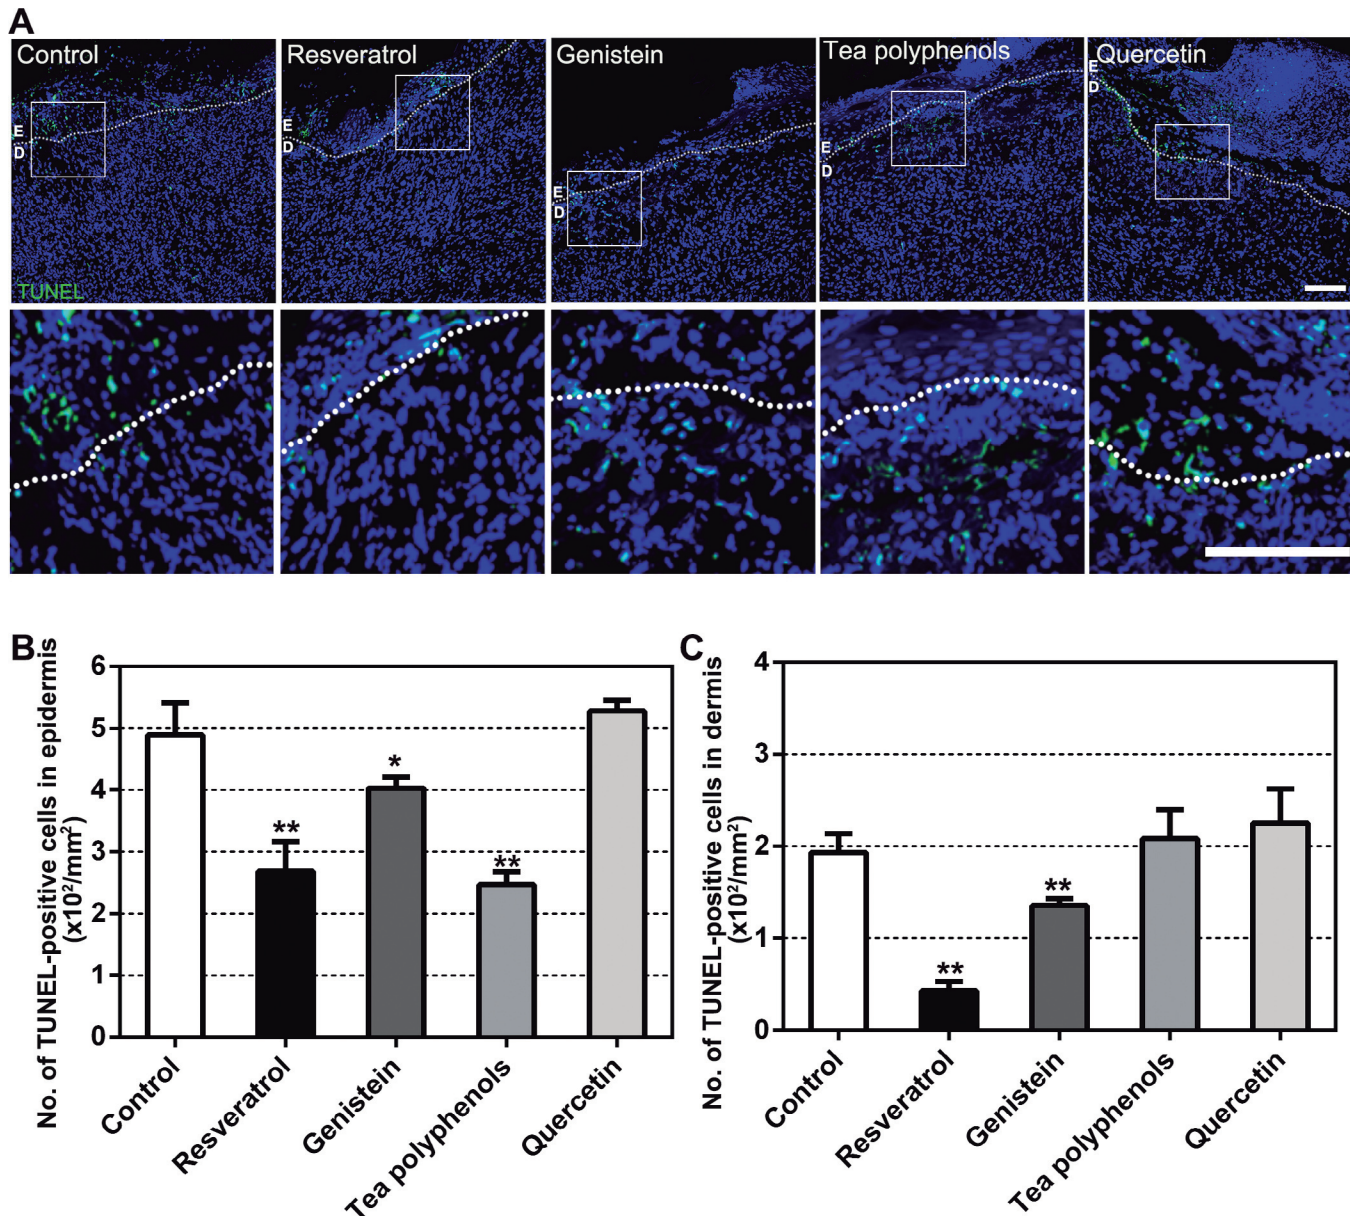 A
Control
Resveratrol
Genistein
Tea polyphenols
Quercetin
E
D
E
D
E
D
E
D
E
D
TUNEL
B
No. of TUNEL-positive cells in epidermis
(x10²/mm²)
6
5
4
3
2
1
0
**
*
**
Control
Resveratrol
Genistein
Tea polyphenols
Quercetin
C
No. of TUNEL-positive cells in dermis
(x10²/mm²)
4
3
2
1
0
**
**
Control
Resveratrol
Genistein
Tea polyphenols
Quercetin